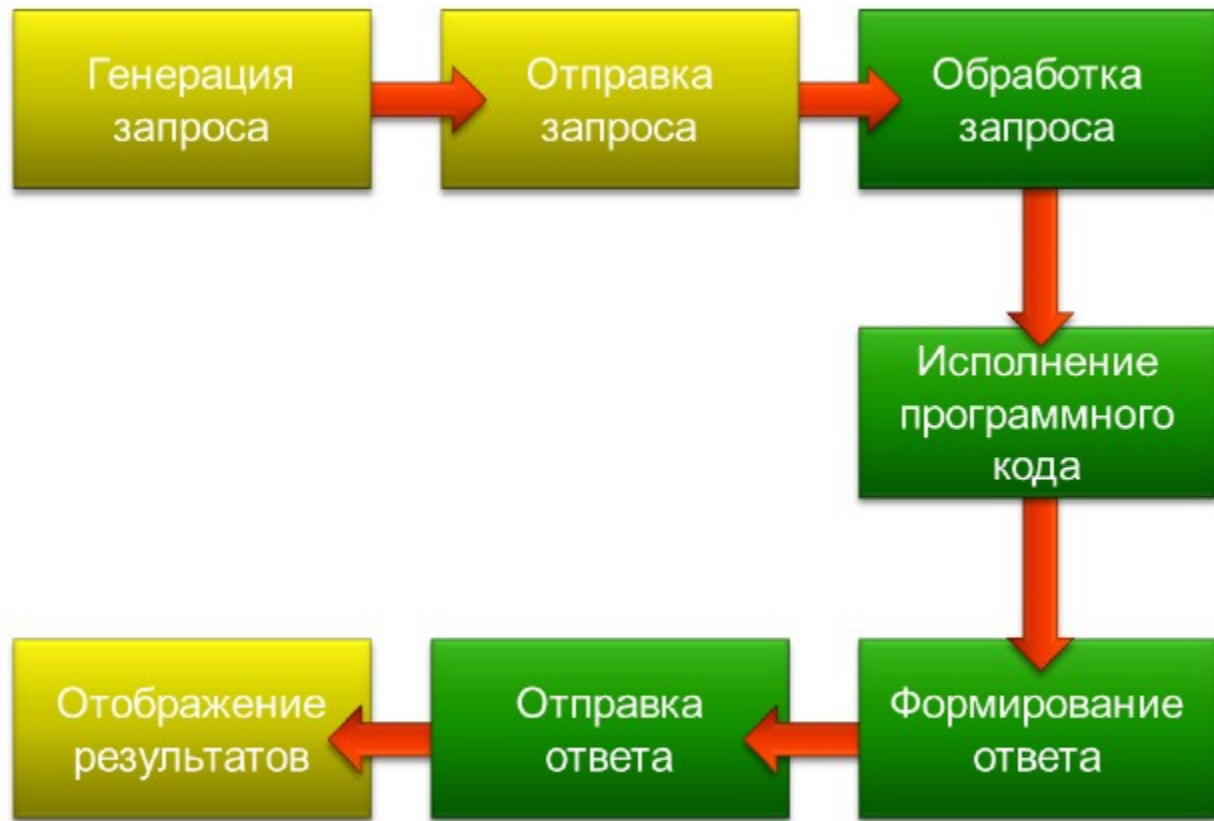 Генерация
запроса
Отправка
запроса
Обработка
запроса
Исполнение
программного
кода
Формирование
ответа
Отправка
ответа
Отображение
результатов